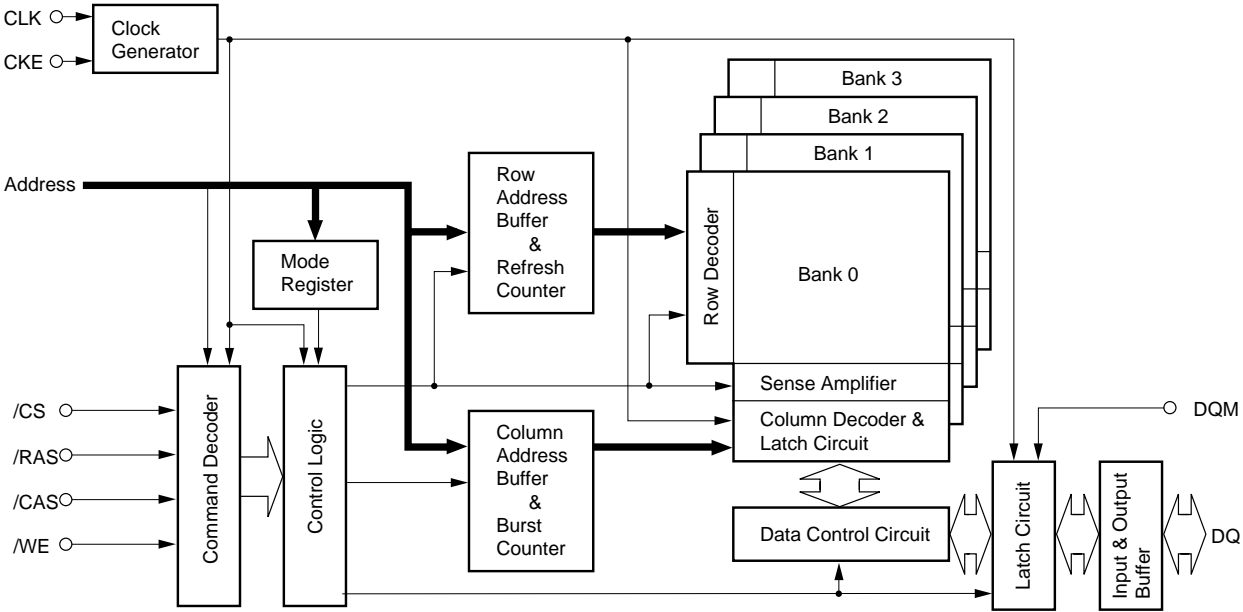 CLK
CKE
Clock
Generator
Bank 3
Bank 2
Bank 1
Bank 0
Address
Mode
Register
Row
Address
Buffer
&
Refresh
Counter
Row Decoder
Sense Amplifier
Column Decoder &
Latch Circuit
/CS
/RAS
/CAS
/WE
Command Decoder
Control Logic
Column
Address
Buffer
&
Burst
Counter
Data Control Circuit
DQM
Latch Circuit
Input & Output
Buffer
DQ